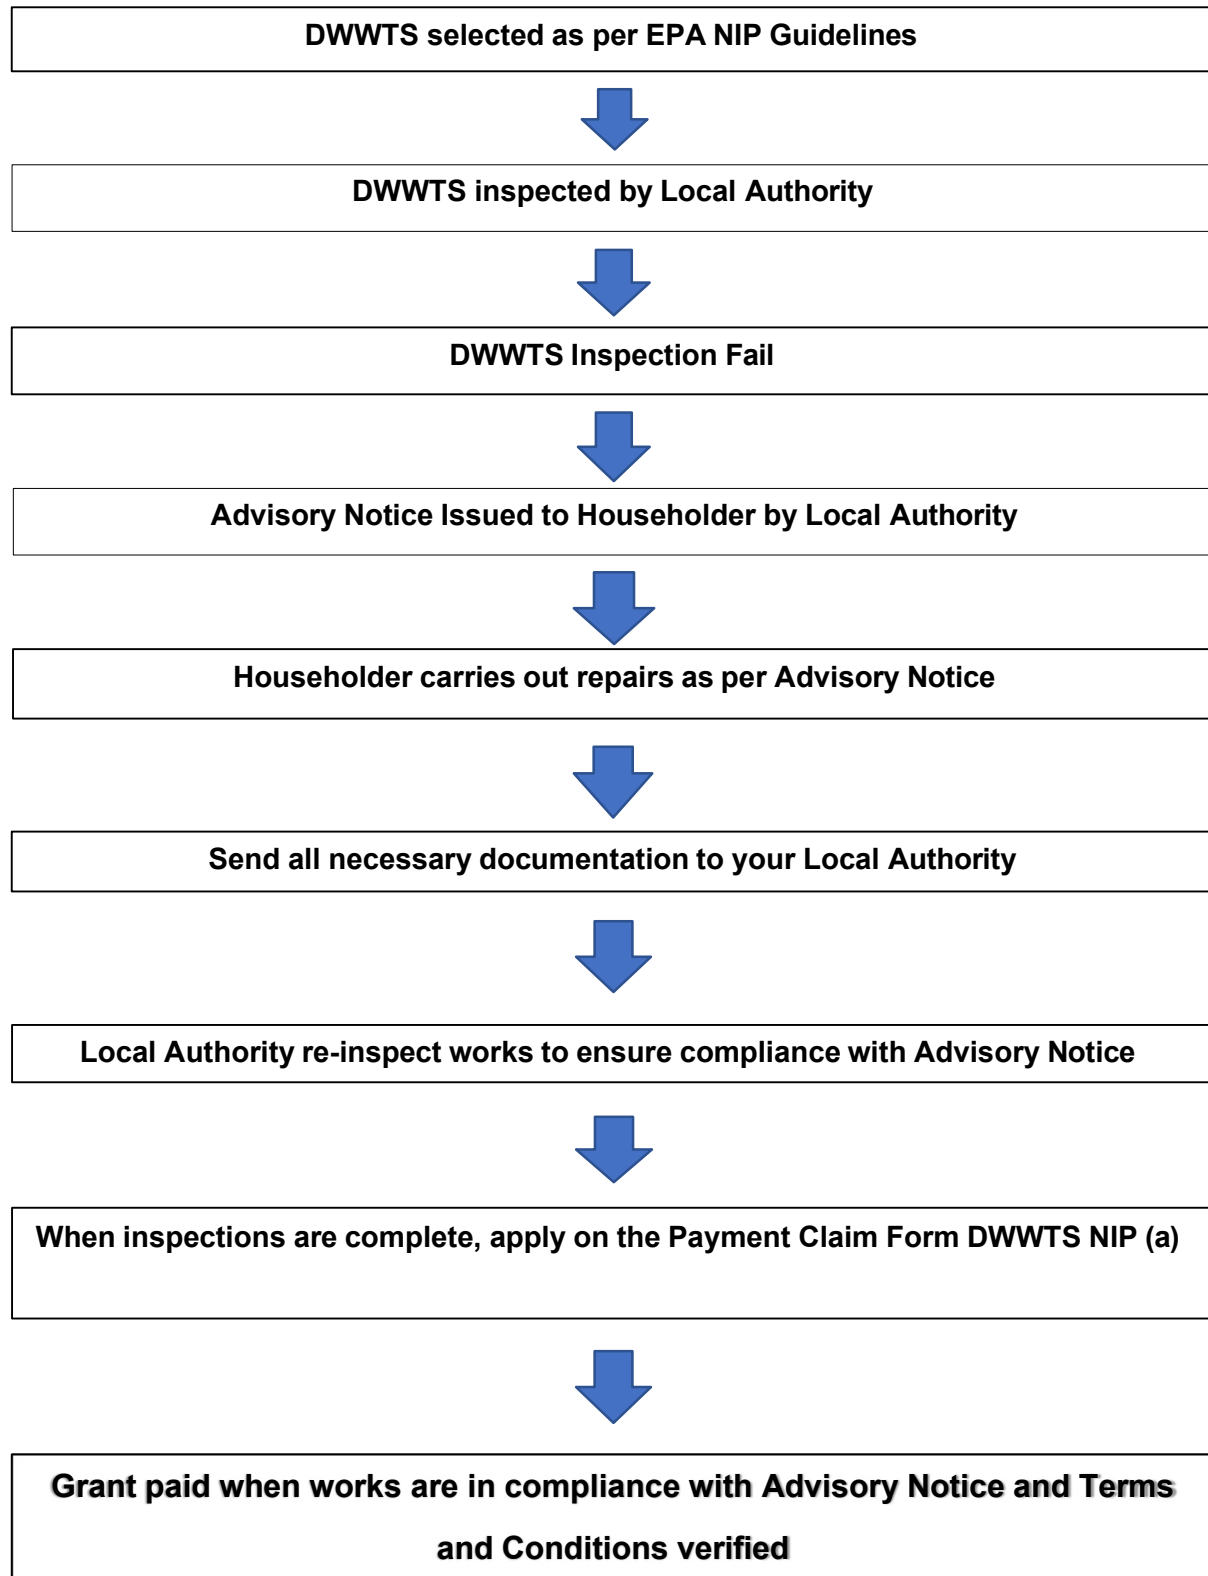 DWWTS selected as per EPA NIP Guidelines
DWWTS inspected by Local Authority
DWWTS Inspection Fail
Advisory Notice Issued to Householder by Local Authority
Householder carries out repairs as per Advisory Notice
Send all necessary documentation to your Local Authority
Local Authority re-inspect works to ensure compliance with Advisory Notice
When inspections are complete, apply on the Payment Claim Form DWWTS NIP (a)
Grant paid when works are in compliance with Advisory Notice and Terms
and Conditions verified